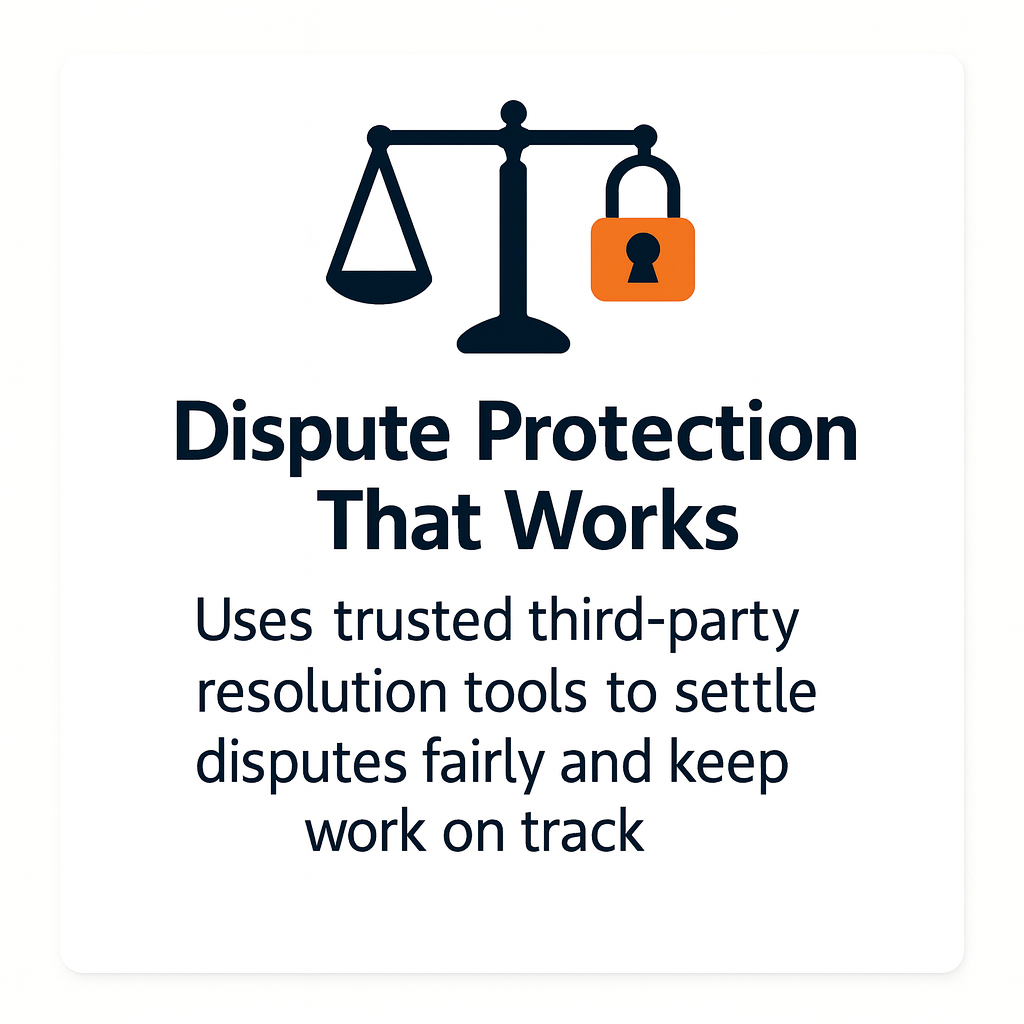 Dispute Protection
That Works
Uses trusted third-party
resolution tools to settle
disputes fairly and keep
work on track